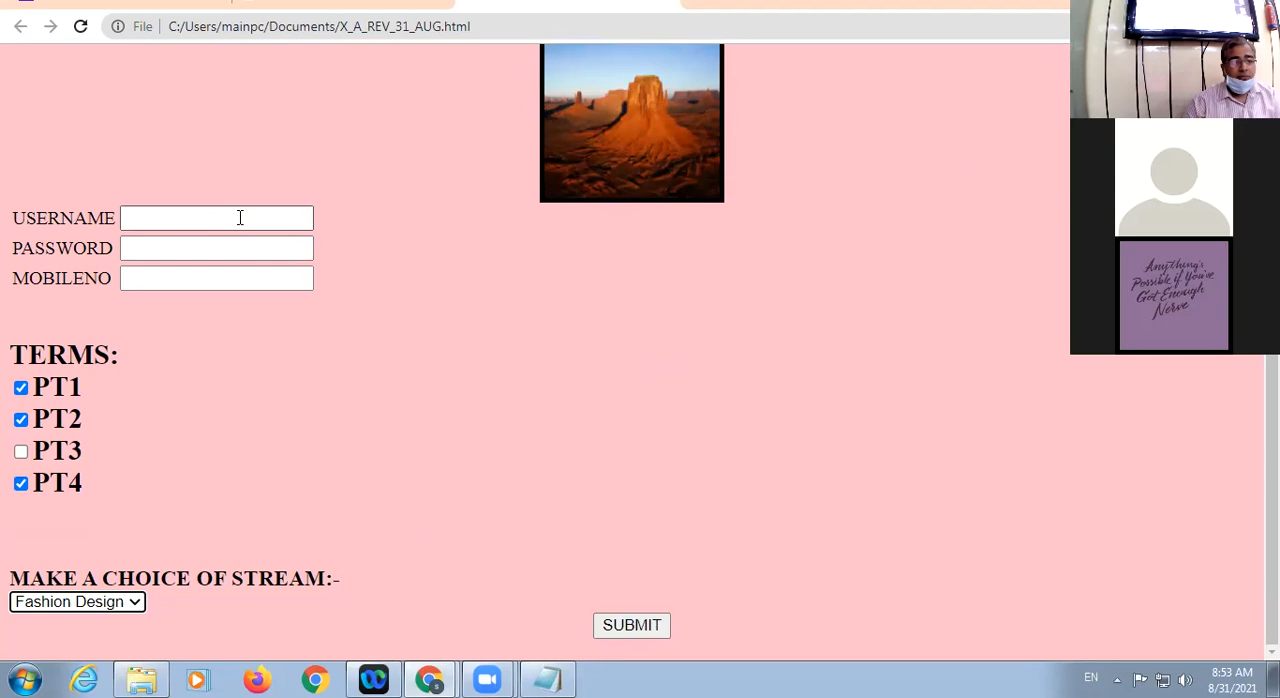 File
C:/Users/mainpc/Documents/X_A_REV_31_AUG.html
USERNAME
PASSWORD
MOBILENO
TERMS:
PT1
PT2
PT3
PT4
MAKE A CHOICE OF STREAM:-
Fashion Design
SUBMIT
Anything's
Possible if You've
Got Enough
Nerve
EN
8:53 AM
8/31/2021